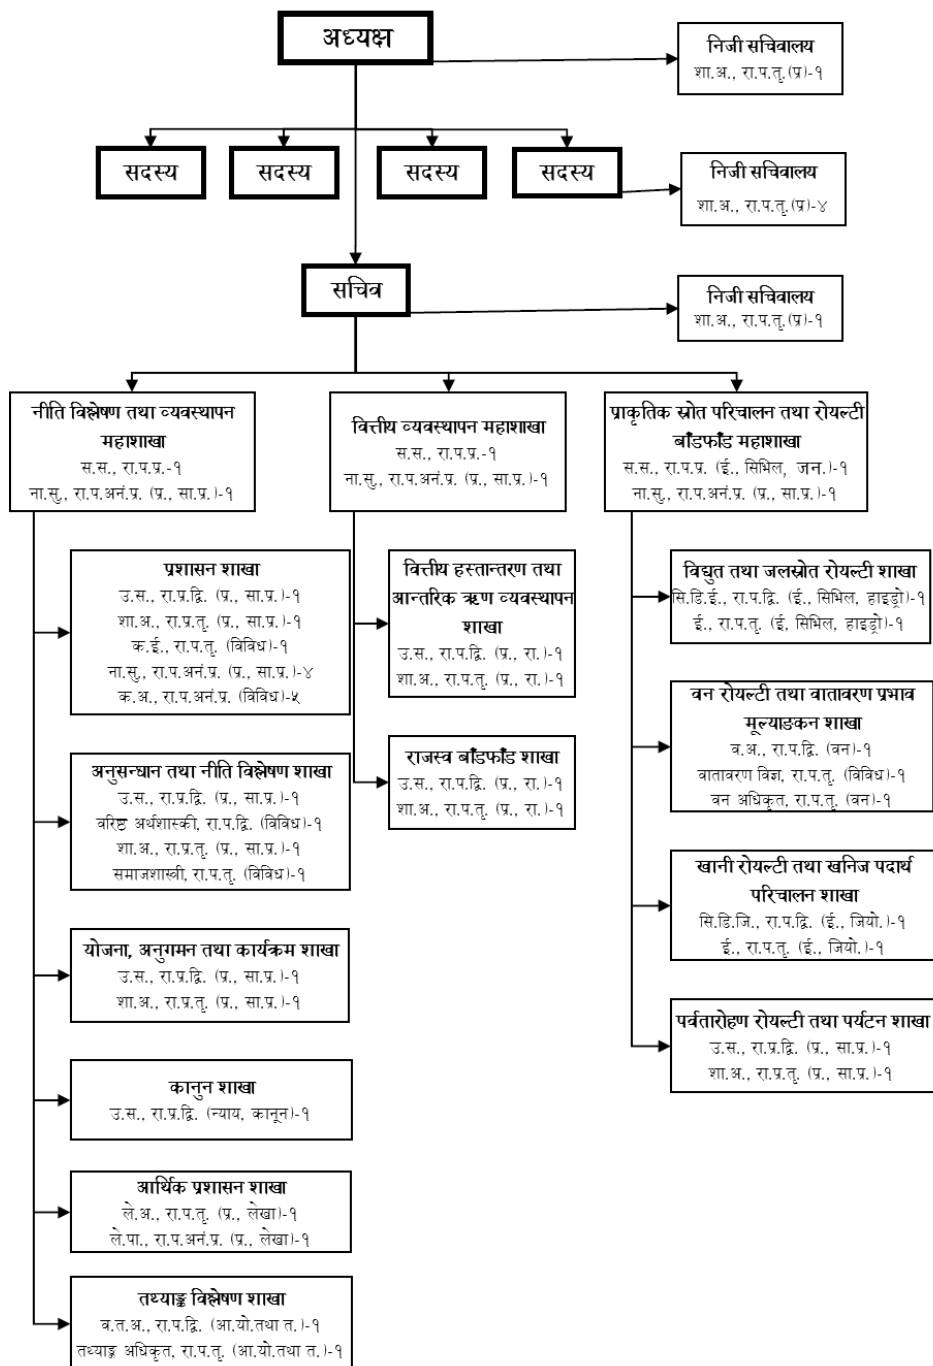 अध्यक्ष
निजी सचिवालय
शा.अ., रा.प.तृ.(प्र)-१
सदस्य
सदस्य
सदस्य
सदस्य
निजी सचिवालय
शा.अ., रा.प.तृ.(प्र)-४
सचिव
निजी सचिवालय
शा.अ., रा.प.तृ.(प्र)-१
नीति विश्लेषण तथा व्यवस्थापन
महाशाखा
स.स., रा.प.प्र.-१
ना.सु., रा.प.अनं.प्र. (प्र., सा.प्र.)-१
प्रशासन शाखा
उ.स., रा.प्र.द्वि. (प्र., सा.प्र.)-१
शा.अ., रा.प्र.तृ. (प्र., सा.प्र.)-१
क.ई., रा.प.तृ. (विविध)-१
ना.सु., रा.प.अनं.प्र. (प्र., सा.प्र.)-४
क.अ., रा.प.अनं.प्र. (विविध)-५
अनुसन्धान तथा नीति विश्लेषण शाखा
उ.स., रा.प्र.द्वि. (प्र., सा.प्र.)-१
वरिष्ठ अर्थशास्की, रा.प.द्वि. (विविध)-१
शा.अ., रा.प्र.तृ. (प्र., सा.प्र.)-१
समाजशास्त्री, रा.प.तृ. (विविध)-१
योजना, अनुगमन तथा कार्यक्रम शाखा
उ.स., रा.प्र.द्वि. (प्र., सा.प्र.)-१
शा.अ., रा.प्र.तृ. (प्र., सा.प्र.)-१
कानुन शाखा
उ.स., रा.प्र.द्वि. (न्याय, कानून)-१
आर्थिक प्रशासन शाखा
ले.अ., रा.प.तृ. (प्र., लेखा)-१
ले.पा., रा.प.अनं.प्र. (प्र., लेखा)-१
तथ्याङ्क विश्लेषण शाखा
व.त.अ., रा.प.द्वि. (आ.यो.तथा त.)-१
तथ्याङ्क अधिकृत, रा.प.तृ. (आ.यो.तथा त.)-१
वित्तीय व्यवस्थापन महाशाखा
स.स., रा.प.प्र.-१
ना.सु., रा.प.अनं.प्र. (प्र., सा.प्र.)-१
वित्तीय हस्तान्तरण तथा
आन्तरिक ऋण व्यवस्थापन
शाखा
उ.स., रा.प.द्वि. (प्र., रा.)-१
शा.अ., रा.प.तृ. (प्र., रा.)-१
राजस्व बाँडफाँड शाखा
उ.स., रा.प.द्वि. (प्र., रा.)-१
शा.अ., रा.प.तृ. (प्र., रा.)-१
प्राकृतिक स्रोत परिचालन तथा रोयल्टी
बाँडफाँड महाशाखा
स.स., रा.प.प्र. (ई., सिभिल, जन.)-१
ना.सु., रा.प.अनं.प्र. (प्र., सा.प्र.)-१
विद्युत तथा जलस्रोत रोयल्टी शाखा
सि.डि.ई., रा.प.द्वि. (ई., सिभिल, हाइड्रो)-१
ई., रा.प.तृ. (ई, सिभिल, हाइड्रो)-१
वन रोयल्टी तथा वातावरण प्रभाव
मूल्याङकन शाखा
व.अ., रा.प.द्वि. (वन)-१
वातावरण विज्ञ, रा.प.तृ. (विविध)-१
वन अधिकृत, रा.प.तृ. (वन)-१
खानी रोयल्टी तथा खनिज पदार्थ
परिचालन शाखा
सि.डि.जि., रा.प.द्वि. (ई., जियो.)-१
ई., रा.प.तृ. (ई., जियो.)-१
पर्वतारोहण रोयल्टी तथा पर्यटन शाखा
उ.स., रा.प्र.द्वि. (प्र., सा.प्र.)-१
शा.अ., रा.प्र.तृ. (प्र., सा.प्र.)-१